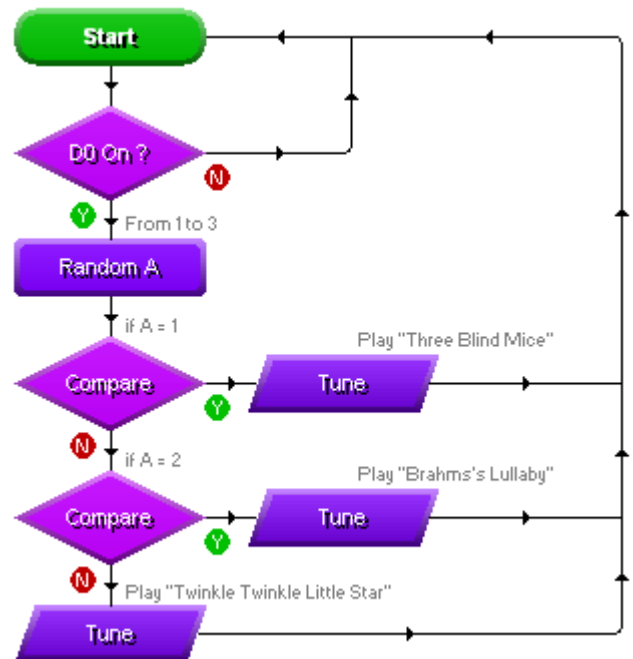 Start
D0 On ?
N
Y
From 1 to 3
Random A
if A = 1
Play "Three Blind Mice"
Compare
Tune
Y
N
if A = 2
Play "Brahms's Lullaby"
Compare
Tune
Y
N
Play "Twinkle Twinkle Little Star"
Tune